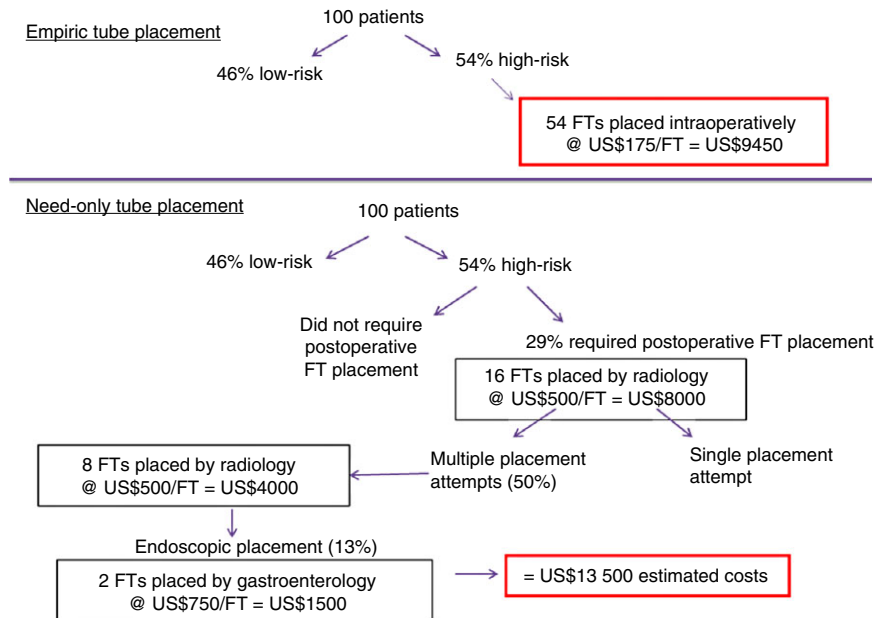 100 patients
Empiric tube placement
46% low-risk
54% high-risk
54 FTs placed intraoperatively
@ US$175/FT = US$9450
Need-only tube placement
100 patients
46% low-risk
54% high-risk
Did not require
postoperative
FT placement
29% required postoperative FT placement
16 FTs placed by radiology
@ US$500/FT = US$8000
Multiple placement
attempts (50%)
Single placement
attempt
8 FTs placed by radiology
@ US$500/FT = US$4000
Endoscopic placement (13%)
2 FTs placed by gastroenterology
@ US$750/FT = US$1500
= US$13 500 estimated costs